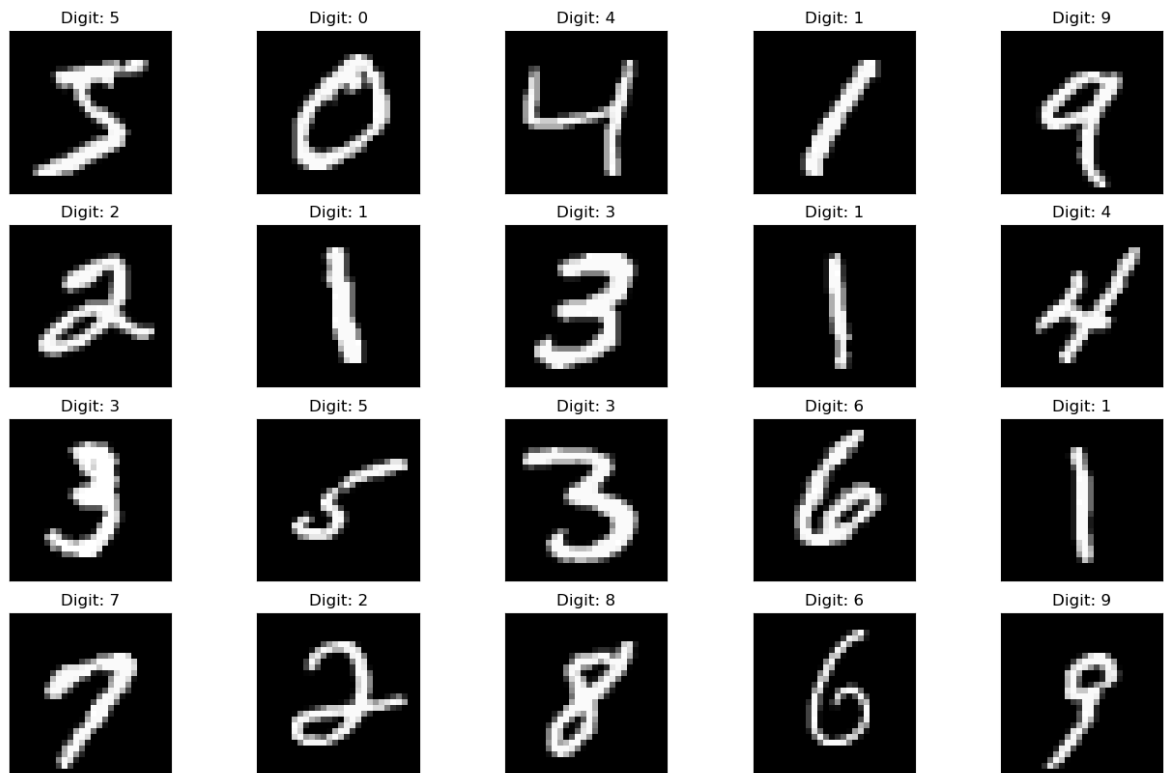 Digit: 5 Digit: 0 Digit: 4 Digit: 1 Digit: 9
5 0 4 1 9
Digit: 2 Digit: 1 Digit: 3 Digit: 1 Digit: 4
2 1 3 1 4
Digit: 3 Digit: 5 Digit: 3 Digit: 6 Digit: 1
3 5 3 6 1
Digit: 7 Digit: 2 Digit: 8 Digit: 6 Digit: 9
7 2 8 6 9